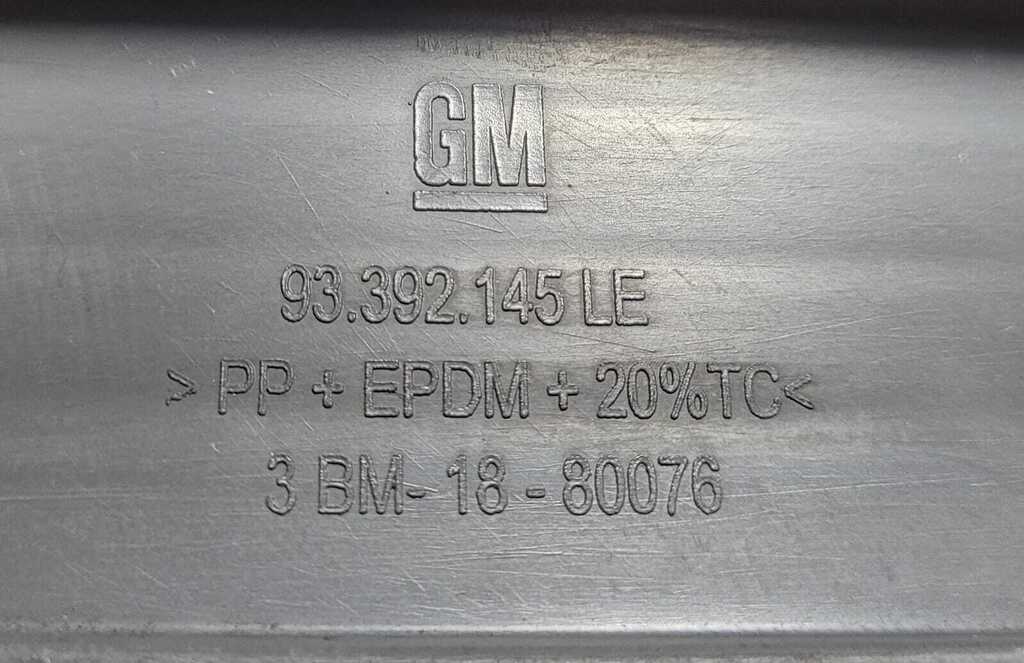 GM
93.392.145 LE
> PP + EPDM + 20%TC<
3 BM- 18 - 80076